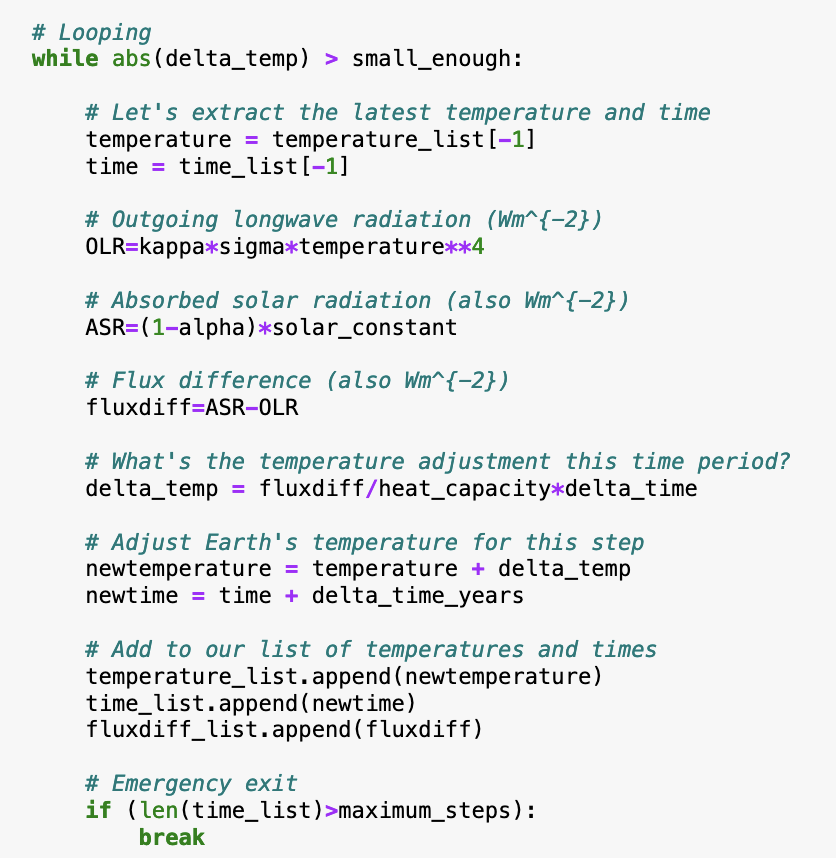 # Looping
while abs(delta_temp) > small_enough:
# Let's extract the latest temperature and time
temperature = temperature_list[-1]
time = time_list[-1]
# Outgoing longwave radiation (Wm^{-2})
OLR=kappa*sigma*temperature**4
# Absorbed solar radiation (also Wm^{-2})
ASR=(1-alpha)*solar_constant
# Flux difference (also Wm^{-2})
fluxdiff=ASR-OLR
# What's the temperature adjustment this time period?
delta_temp = fluxdiff/heat_capacity*delta_time
# Adjust Earth's temperature for this step
newtemperature = temperature + delta_temp
newtime = time + delta_time_years
# Add to our list of temperatures and times
temperature_list.append(newtemperature)
time_list.append(newtime)
fluxdiff_list.append(fluxdiff)
# Emergency exit
if (len(time_list)>maximum_steps):
break